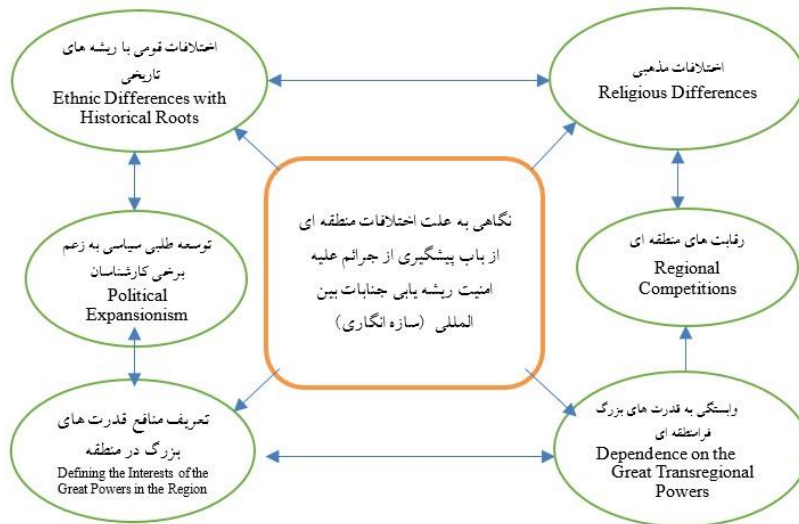 اختلافات قومی با ریشه های
تاریخی
Ethnic Differences with
Historical Roots
اختلافات مذهبی
Religious Differences
نگاهی به علت اختلافات منطقه ای
از باب پیشگیری از جرائم علیه
امنیت ریشه یابی جنابات بین
المللی (سازه انگاری)
توسعه طلبی سیاسی به زعم
برخی کارشناسان
Political
Expansionism
رقابت های منطقه ای
Regional
Competitions
تعریف منافع قدرت های
بزرگ در منطقه
Defining the Interests of the
Great Powers in the Region
وابستگی به قدرت های بزرگ
فرامنطقه ای
Dependence on the
Great Transregional
Powers